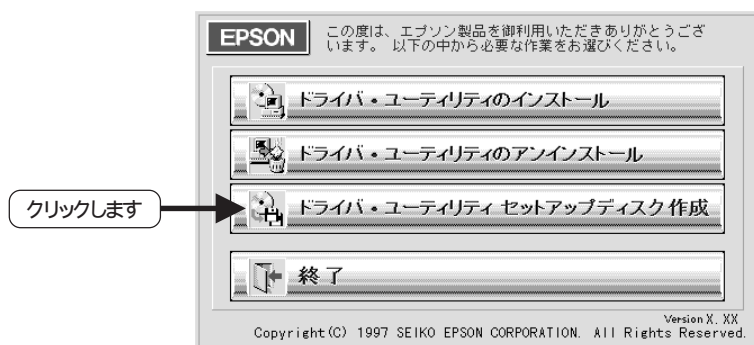 EPSON
この度は、エプソン製品を御利用いただきありがとうござ
います。 以下の中から必要な作業をお選びください。
ドライバ・ユーティリティのインストール
ドライバ・ユーティリティのアンインストール
クリックします
ドライバ・ユーティリティ セットアップディスク作成
終了
Version X. XX
Copyright(C) 1997 SEIKO EPSON CORPORATION. All Rights Reserved.